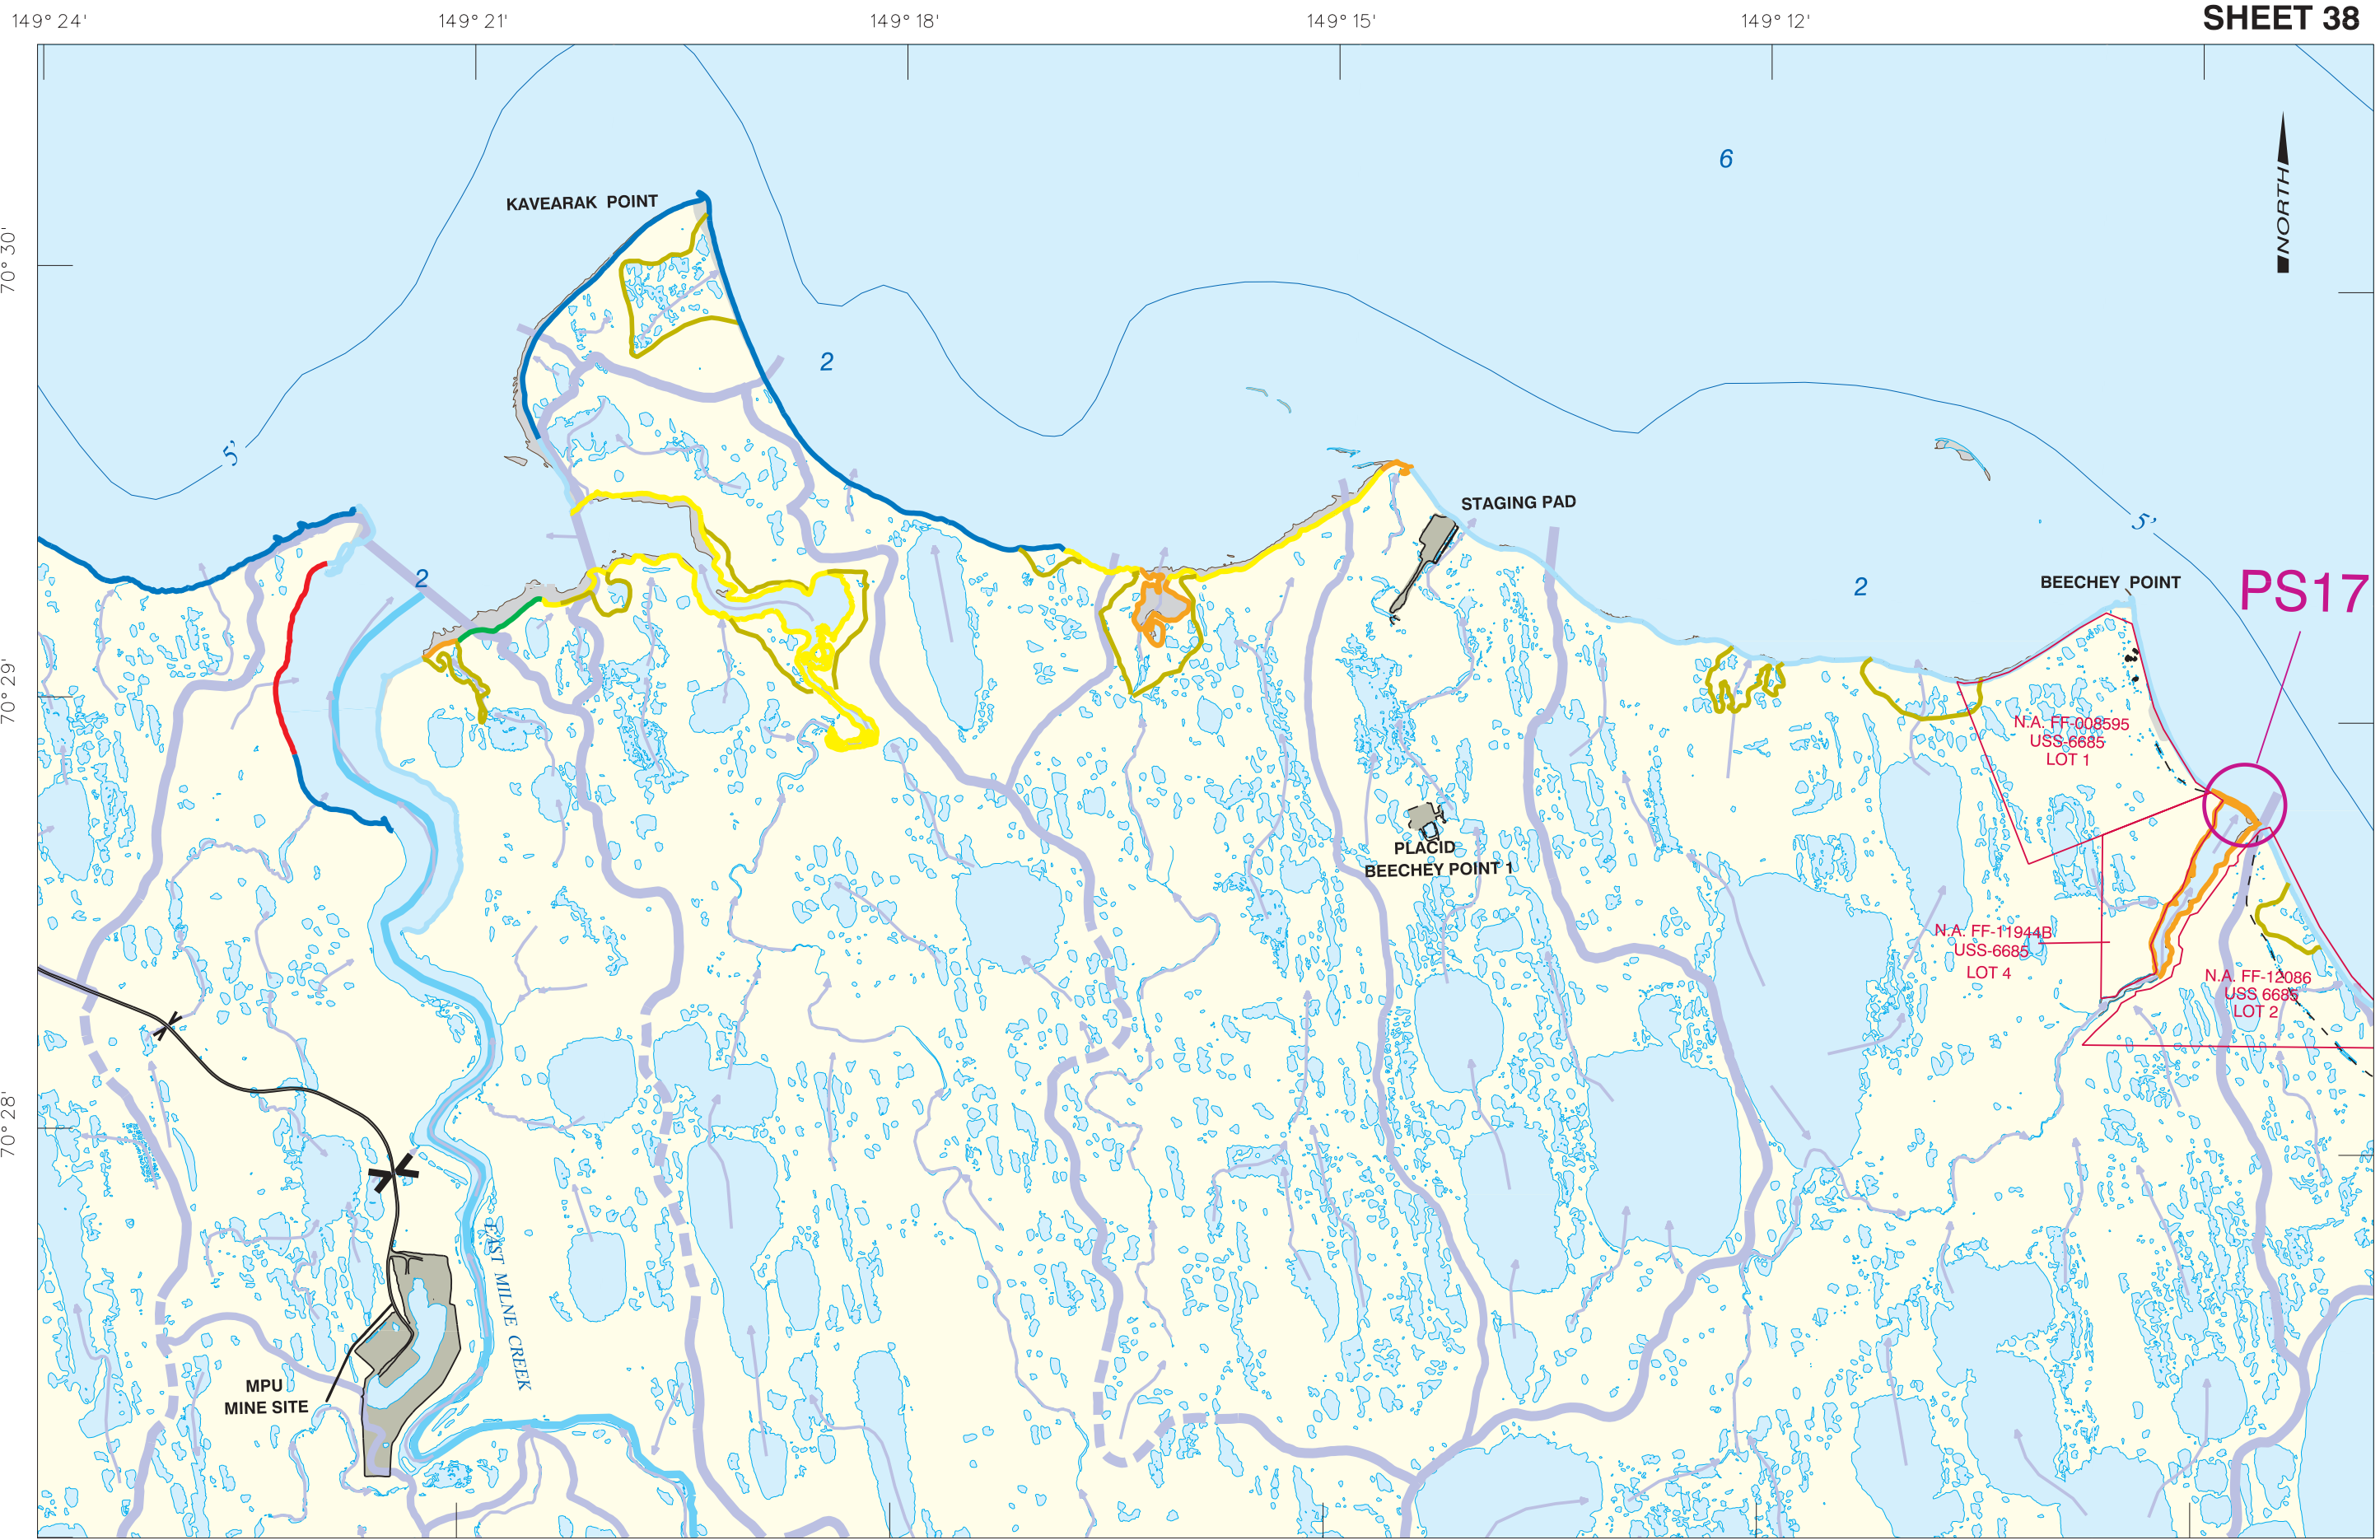 149° 24'
149° 21'
149° 18'
149° 15'
149° 12'
SHEET 38
6
NORTH
KAVEARAK POINT
70° 30'
2
5'
STAGING PAD
5'
2
2
BEECHEY POINT
PS17
70° 29'
N.A. FF-008595
USS-6685
LOT 1
PLACID
BEECHEY POINT 1
N.A. FF-11944B
USS-6685
LOT 4
N.A. FF-12086
USS 6685
LOT 2
70° 28'
EAST MILNE CREEK
MPU
MINE SITE